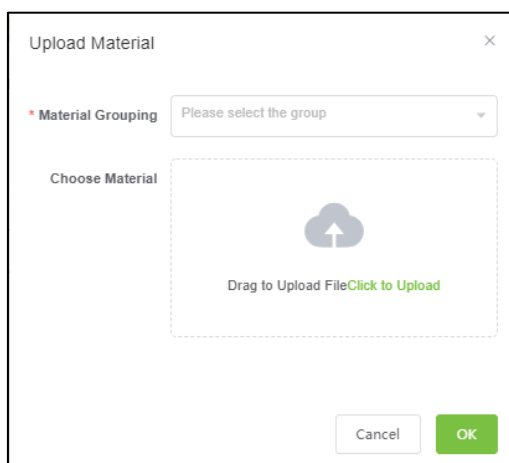 Upload Material
* Material Grouping
Please select the group
Choose Material
Drag to Upload FileClick to Upload
Cancel
OK